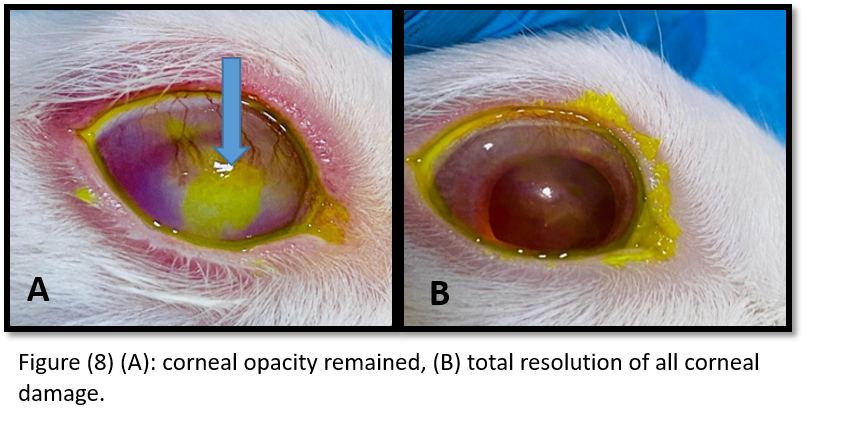 A
B
Figure (8) (A): corneal opacity remained, (B) total resolution of all corneal
damage.